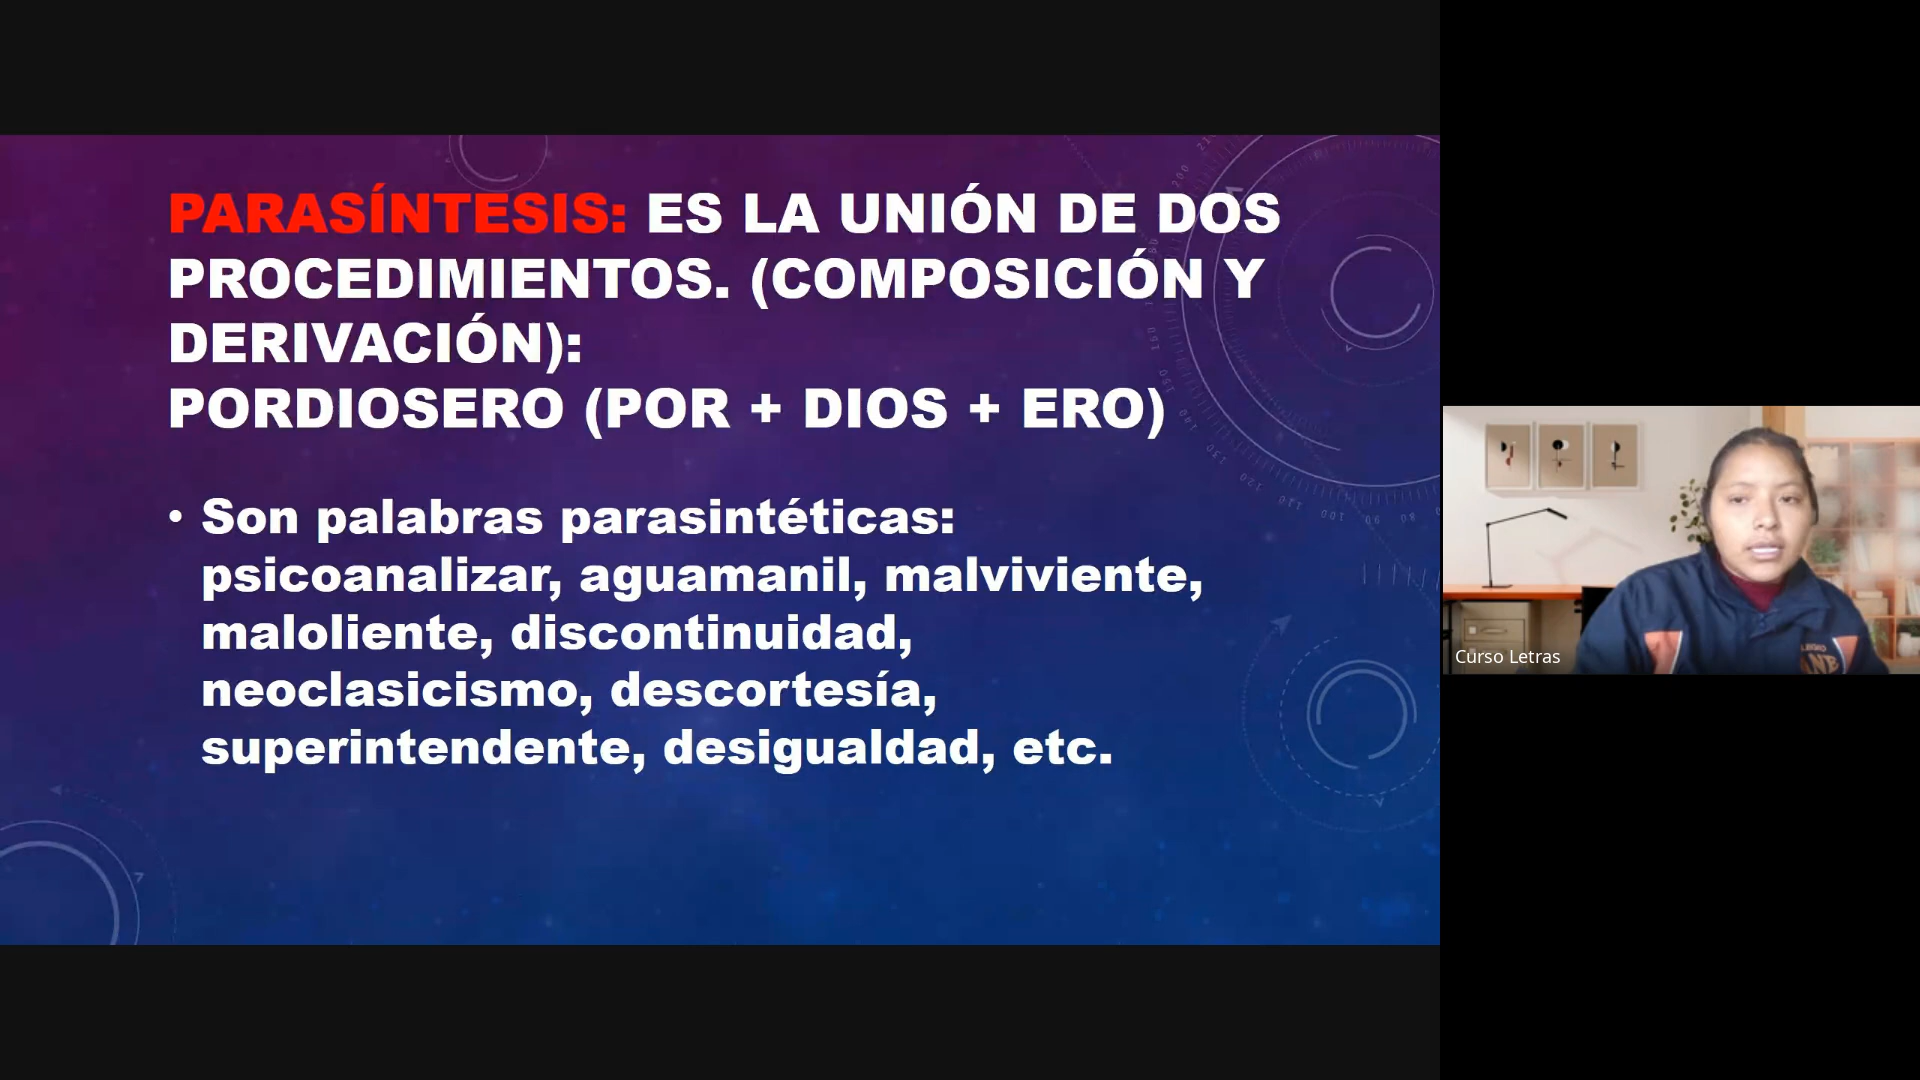 PARASÍNTESIS: ES LA UNIÓN DE DOS
PROCEDIMIENTOS. (COMPOSICIÓN Y
DERIVACIÓN):
PORDIOSERO (POR + DIOS + ERO)
• Son palabras parasintéticas:
psicoanalizar, aguamanil, malviviente,
maloliente, discontinuidad,
neoclasicismo, descortesía,
superintendente, desigualdad, etc.
Curso Letras